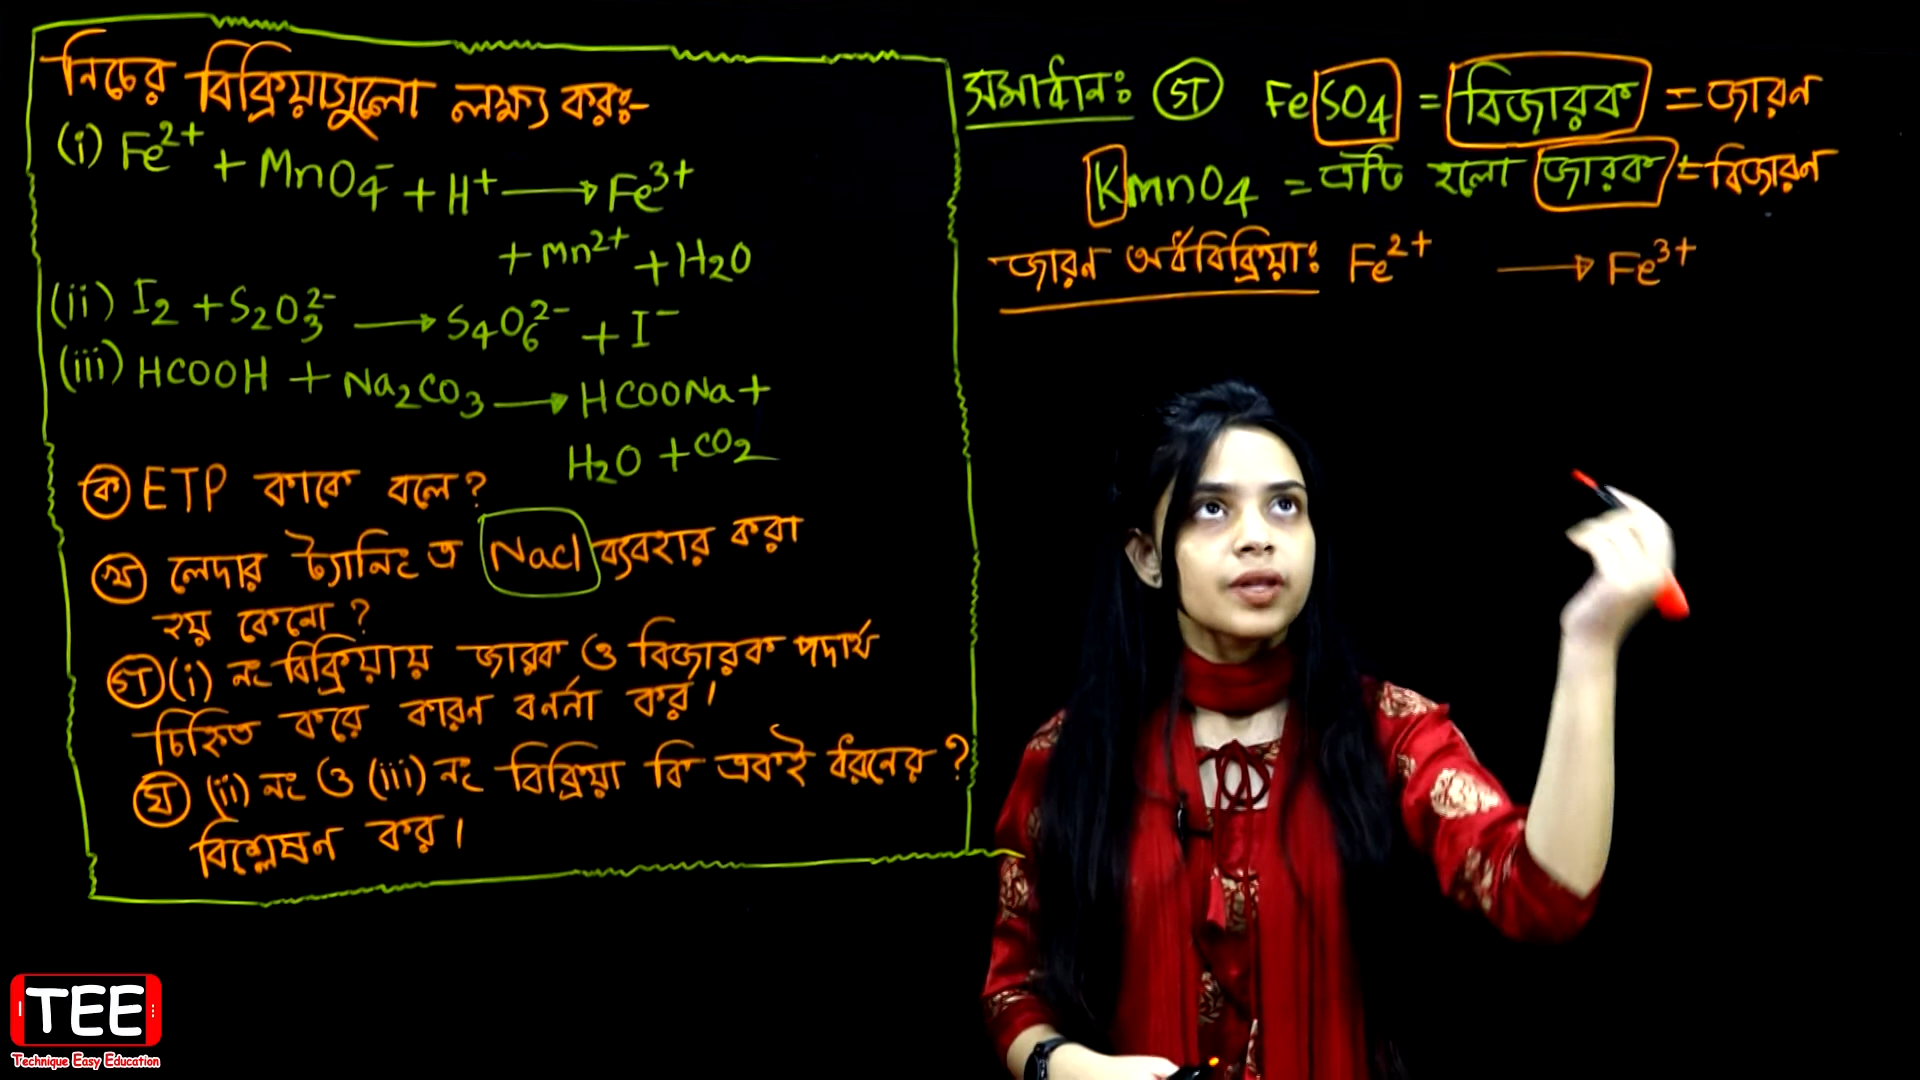 নিচের বিক্রিয়াগুলো লক্ষ্য কর:-
(i) Fe²⁺ + MnO₄⁻ + H⁺ ⟶ Fe³⁺
+ Mn²⁺ + H₂O
(ii) I₂ + S₂O₃²⁻ ⟶ S₄O₆²⁻ + I⁻
(iii) HCOOH + Na₂CO₃ ⟶ HCOONa +
H₂O + CO₂
ক ETP কাকে বলে?
খ লেদার ট্যানিং এ NaCl ব্যবহার করা
হয় কেনো?
গ (i) নং বিক্রিয়ায় জারক ও বিজারক পদার্থ
চিহ্নিত করে কারন বর্ননা কর।
ঘ (ii) নং ও (iii) নং বিক্রিয়া কি একই ধরনের?
বিশ্লেষন কর।
সমাধান: গ FeSO₄ = বিজারক = জারন
KmnO₄ = এটি হলো জারক = বিজারন
জারন অর্ধবিক্রিয়া: Fe²⁺ ⟶ Fe³⁺
TEE
Technique Easy Education